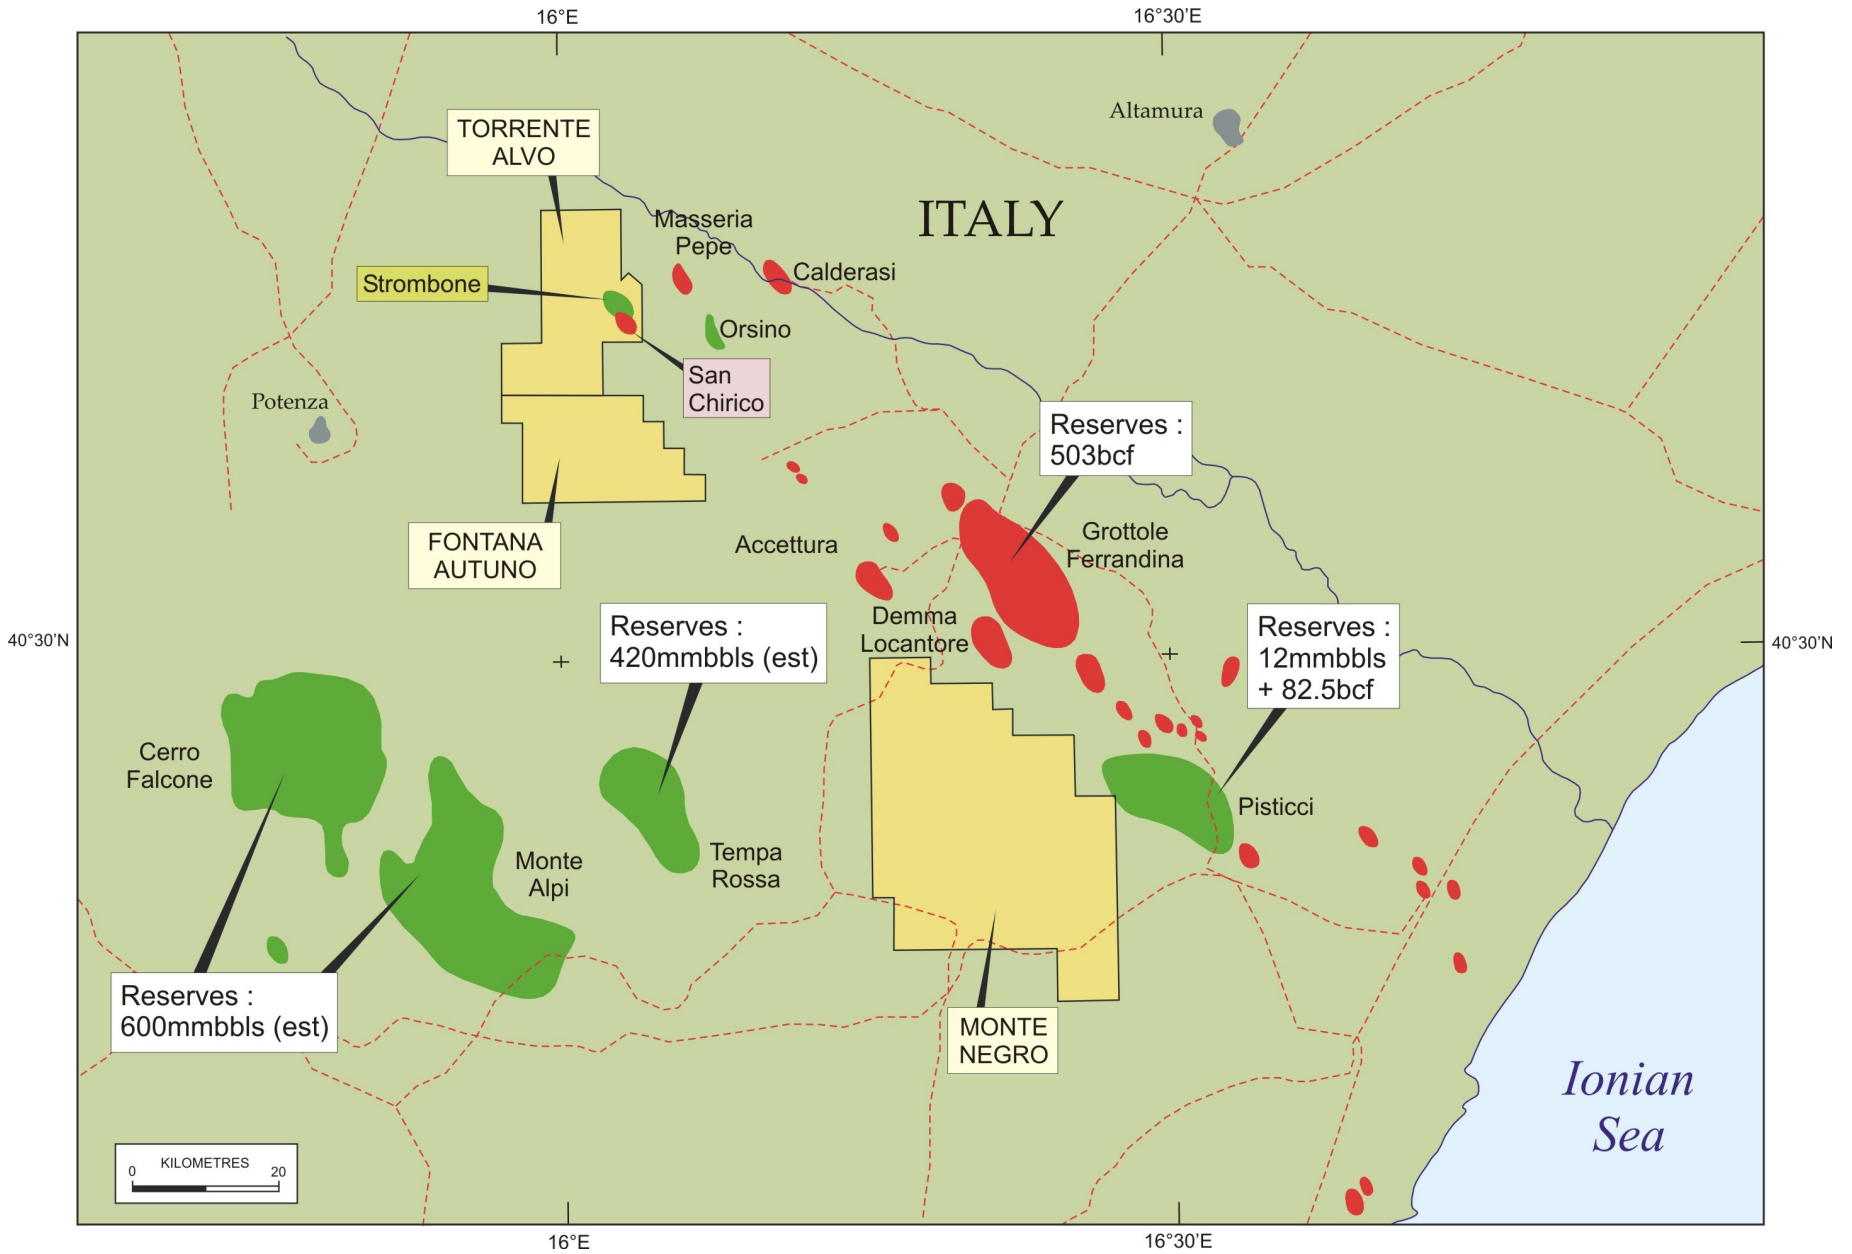 16°E
16°30'E
Altamura
TORRENTE
ALVO
ITALY
Masseria
Pepe
Calderasi
Strombone
Orsino
San
Chirico
Potenza
Reserves :
503bcf
Grottole
Ferrandina
Accettura
FONTANA
AUTUNO
Demma
Locantore
Reserves :
420mmbbls (est)
Reserves :
12mmbbls
+ 82.5bcf
40°30'N
40°30'N
Cerro
Falcone
Monte
Alpi
Tempa
Rossa
Pisticci
Reserves :
600mmbbls (est)
MONTE
NEGRO
Ionian
Sea
KILOMETRES
0
20
16°E
16°30'E